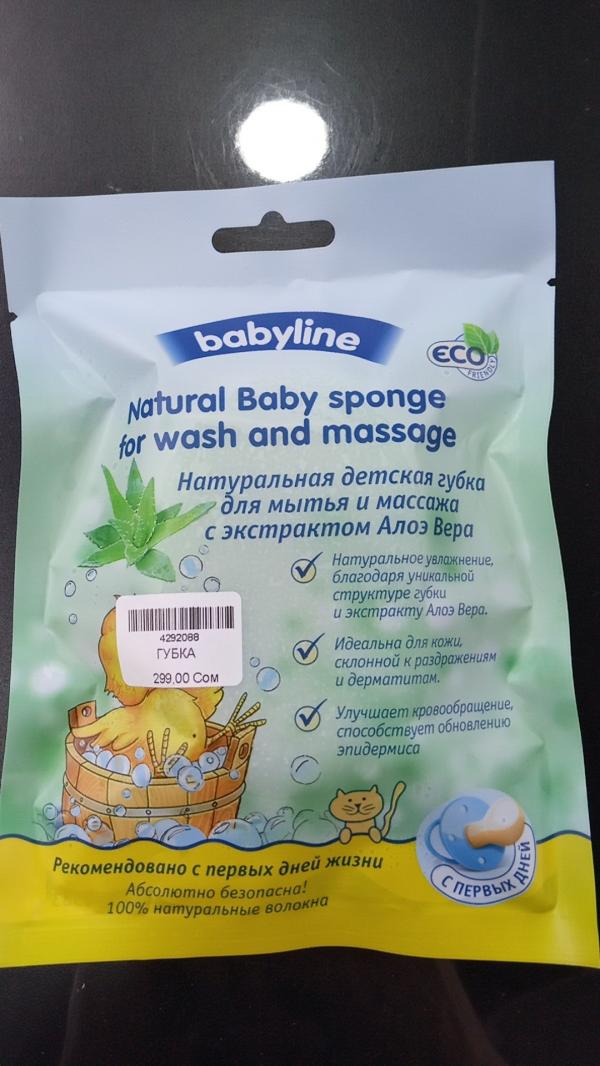 babyline
ECO
FRIENDLY
Natural Baby sponge
for wash and massage
Натуральная детская губка
для мытья и массажа
с экстрактом Алоэ Вера
Натуральное увлажнение,
благодаря уникальной
структуре губки
и экстракту Алоэ Вера.
Идеальна для кожи,
склонной к раздражениям
и дерматитам.
Улучшает кровообращение,
способствует обновлению
эпидермиса
4292088
ГУБКА
299,00 Сом
Рекомендовано с первых дней жизни
Абсолютно безопасна!
100% натуральные волокна
С ПЕРВЫХ ДНЕЙ